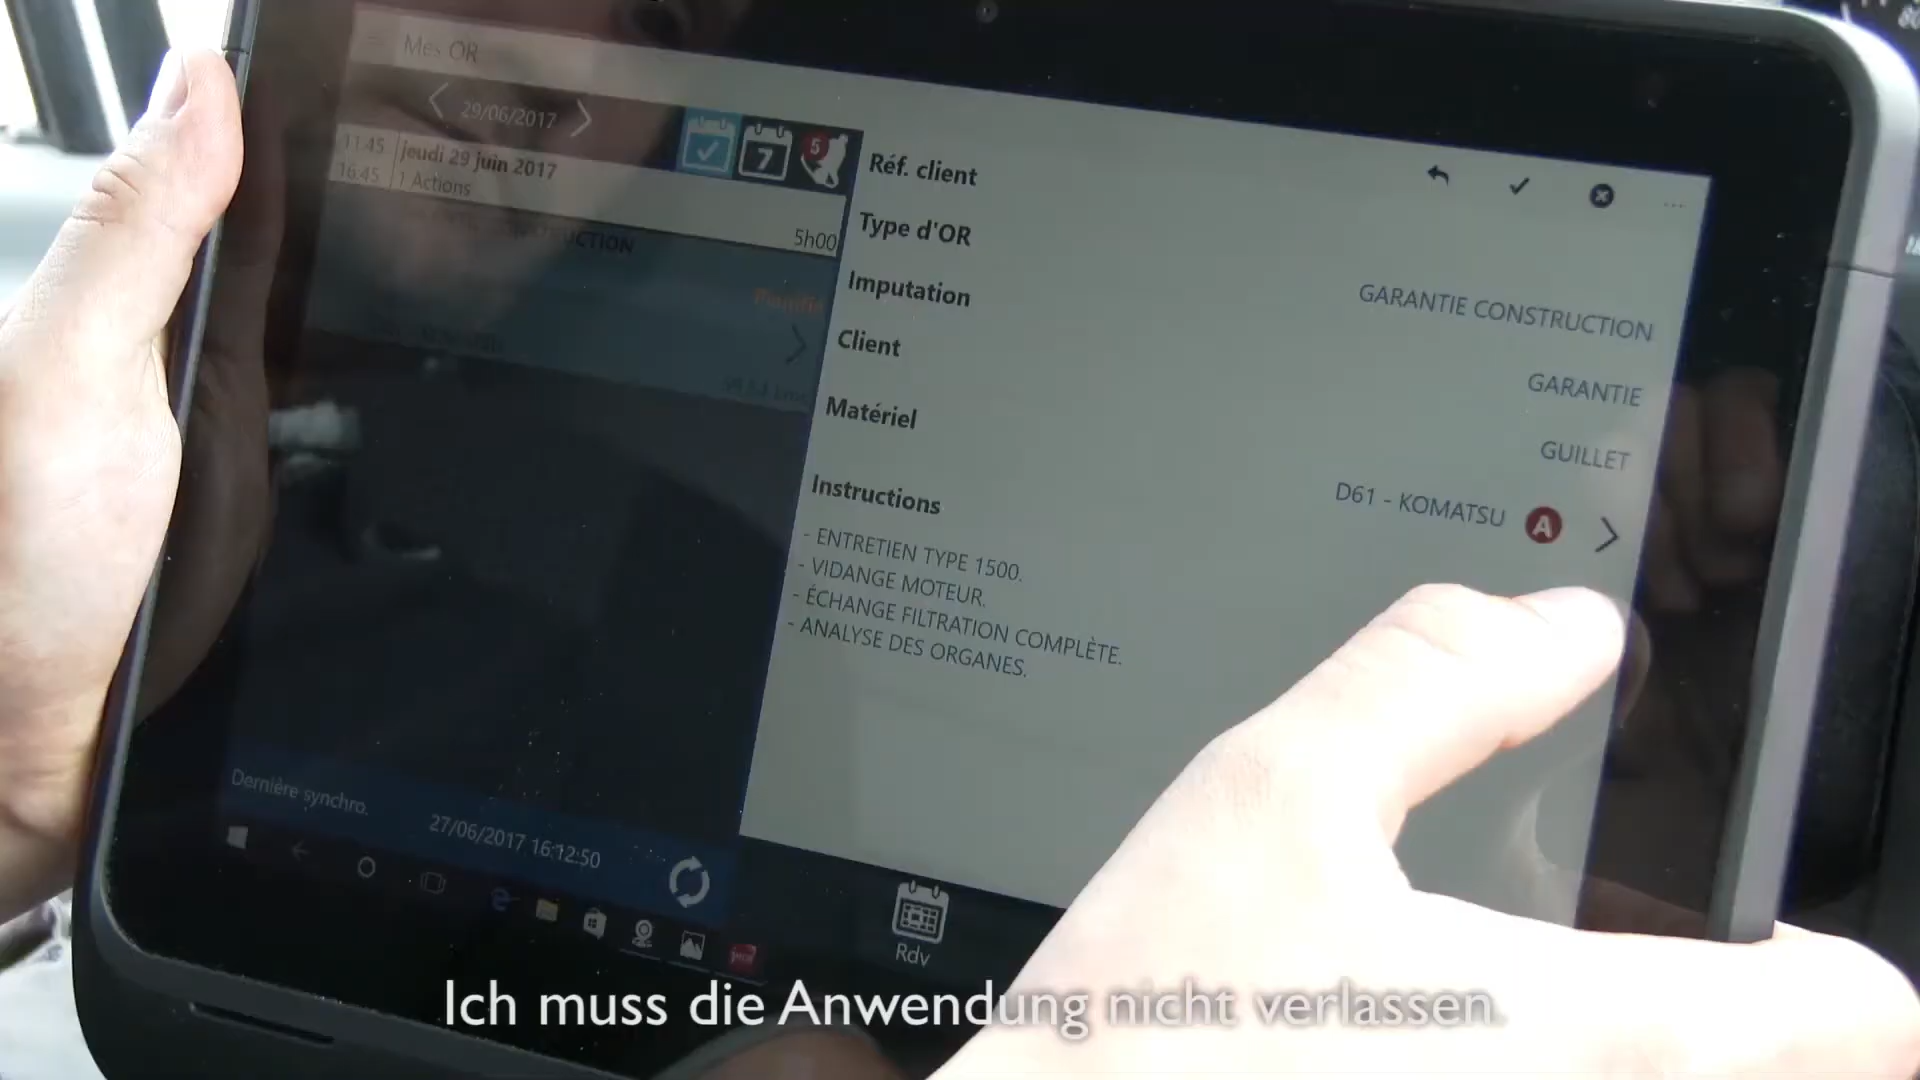 Mes OR
29/06/2017
7
5
11:45 jeudi 29 juin 2017
16:45 1 Actions
5h00
Réf. client
Type d'OR
GARANTIE CONSTRUCTION
Imputation
GARANTIE
Client
GUILLET
Matériel
D61 - KOMATSU A
Instructions
- ENTRETIEN TYPE 1500.
- VIDANGE MOTEUR.
- ÉCHANGE FILTRATION COMPLÈTE.
- ANALYSE DES ORGANES.
Dernière synchro.
27/06/2017 16:12:50
Rdv
Ich muss die Anwendung nicht verlassen.